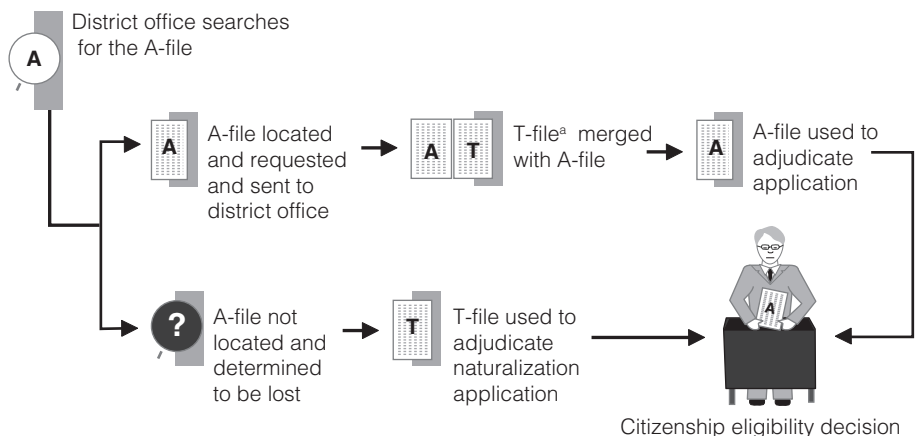 District office searches
for the A-file
A
A
A-file located
and requested
and sent to
district office
A T
T-fileᵃ merged
with A-file
A
A-file used to
adjudicate
application
?
A-file not
located and
determined
to be lost
T
T-file used to
adjudicate
naturalization
application
A
Citizenship eligibility decision